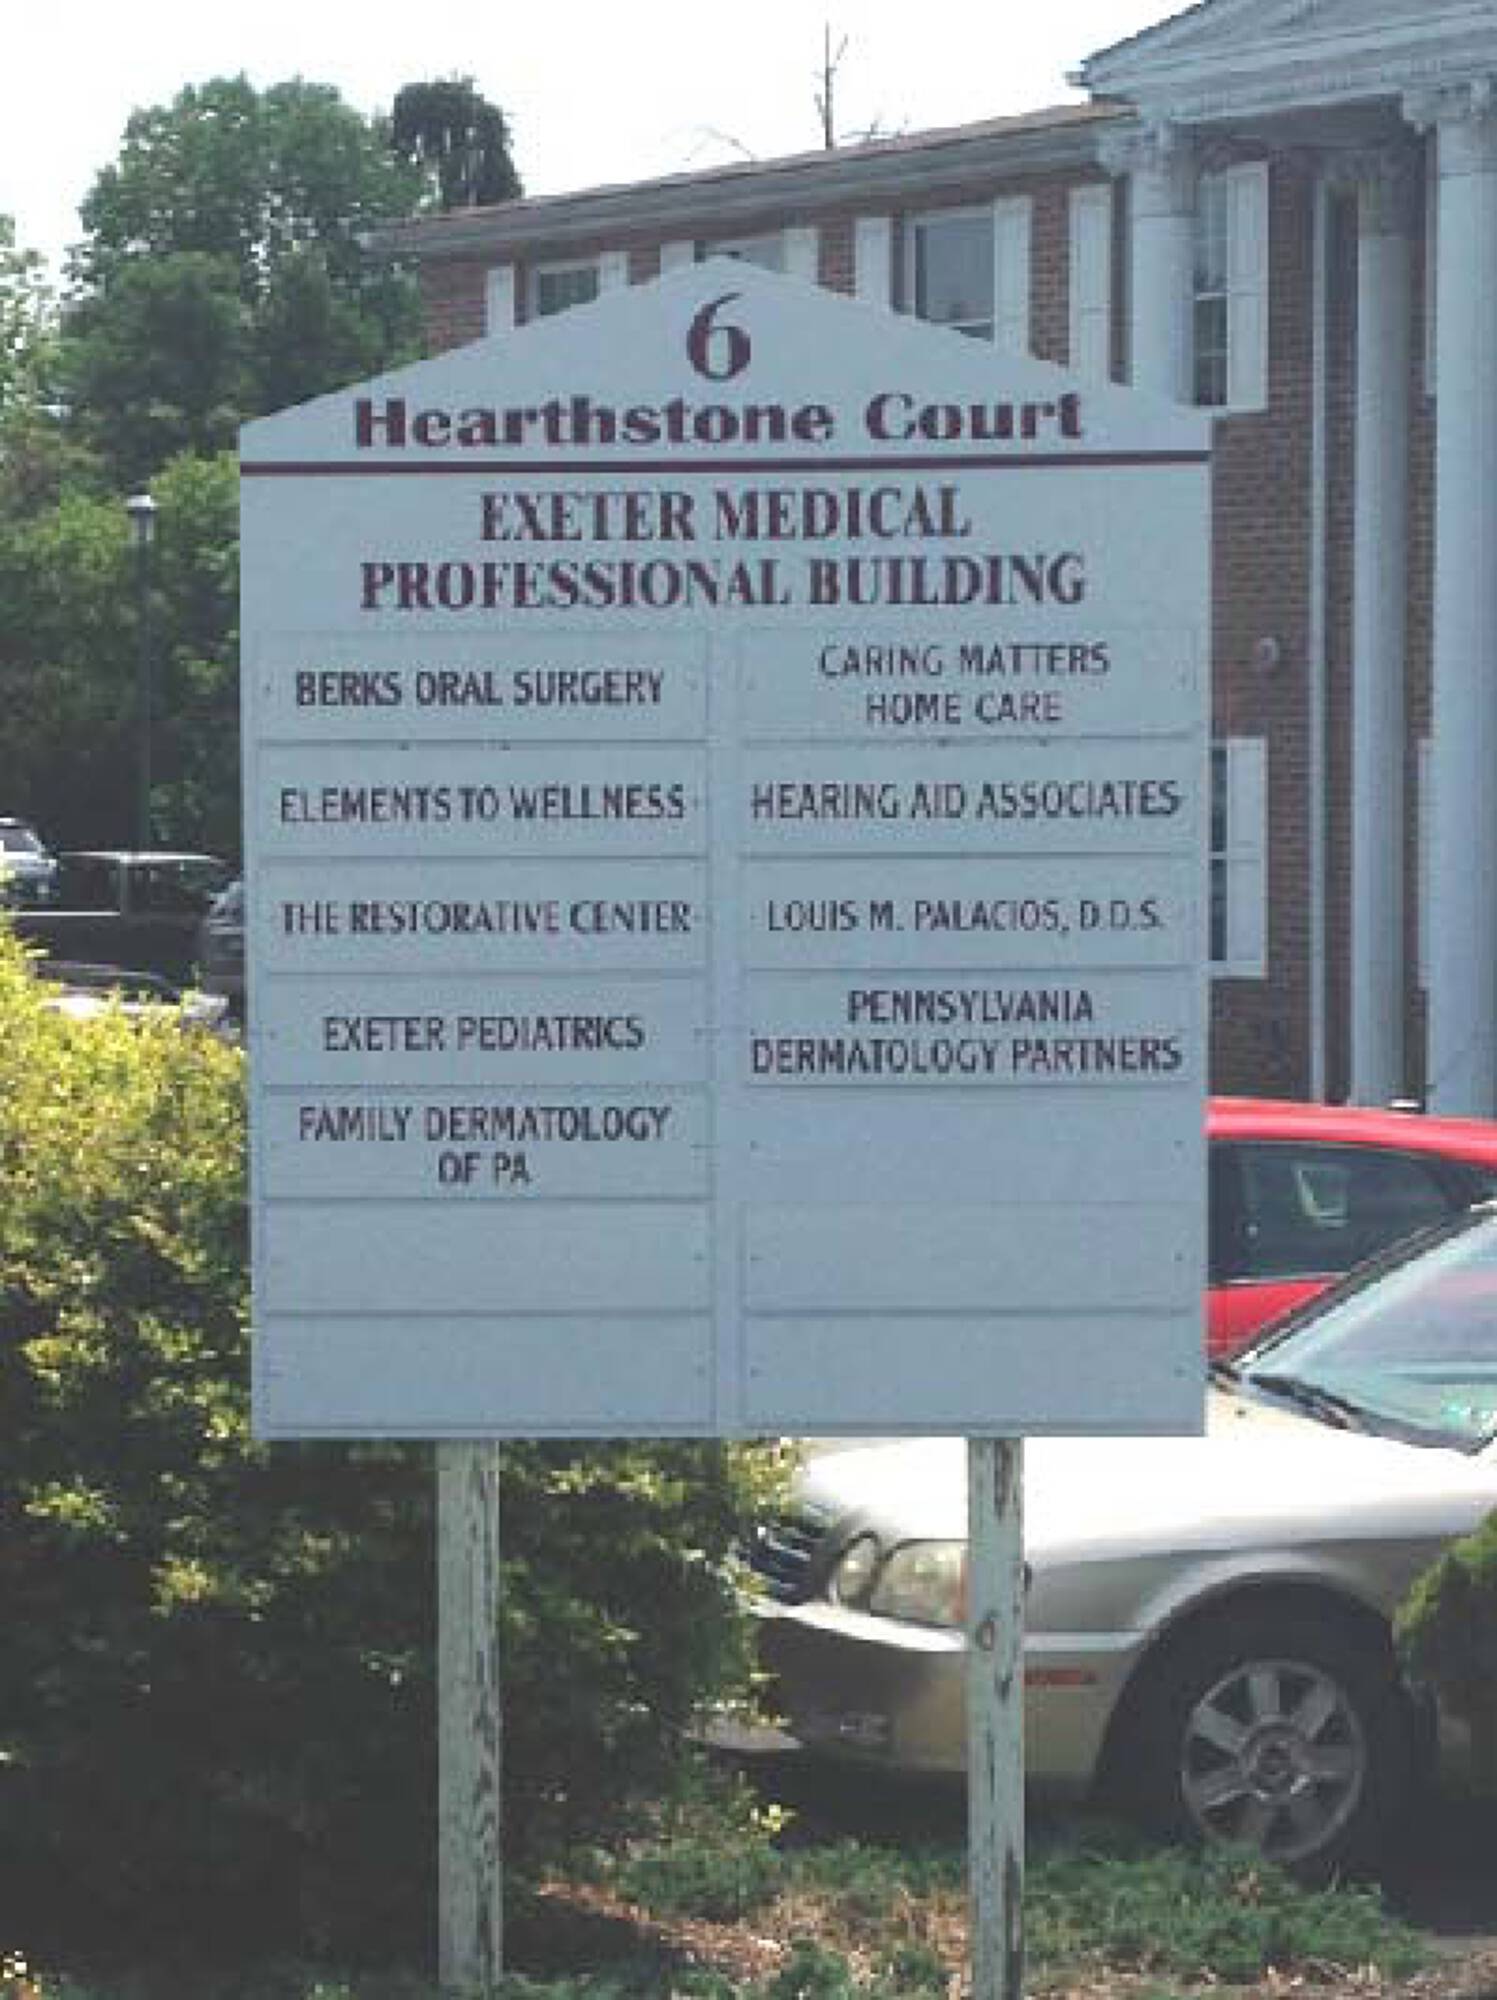 6
Hearthstone Court
EXETER MEDICAL
PROFESSIONAL BUILDING
BERKS ORAL SURGERY
ELEMENTS TO WELLNESS
THE RESTORATIVE CENTER
EXETER PEDIATRICS
FAMILY DERMATOLOGY
OF PA
CARING MATTERS
HOME CARE
HEARING AID ASSOCIATES
LOUIS M. PALACIOS, D.D.S.
PENNSYLVANIA
DERMATOLOGY PARTNERS